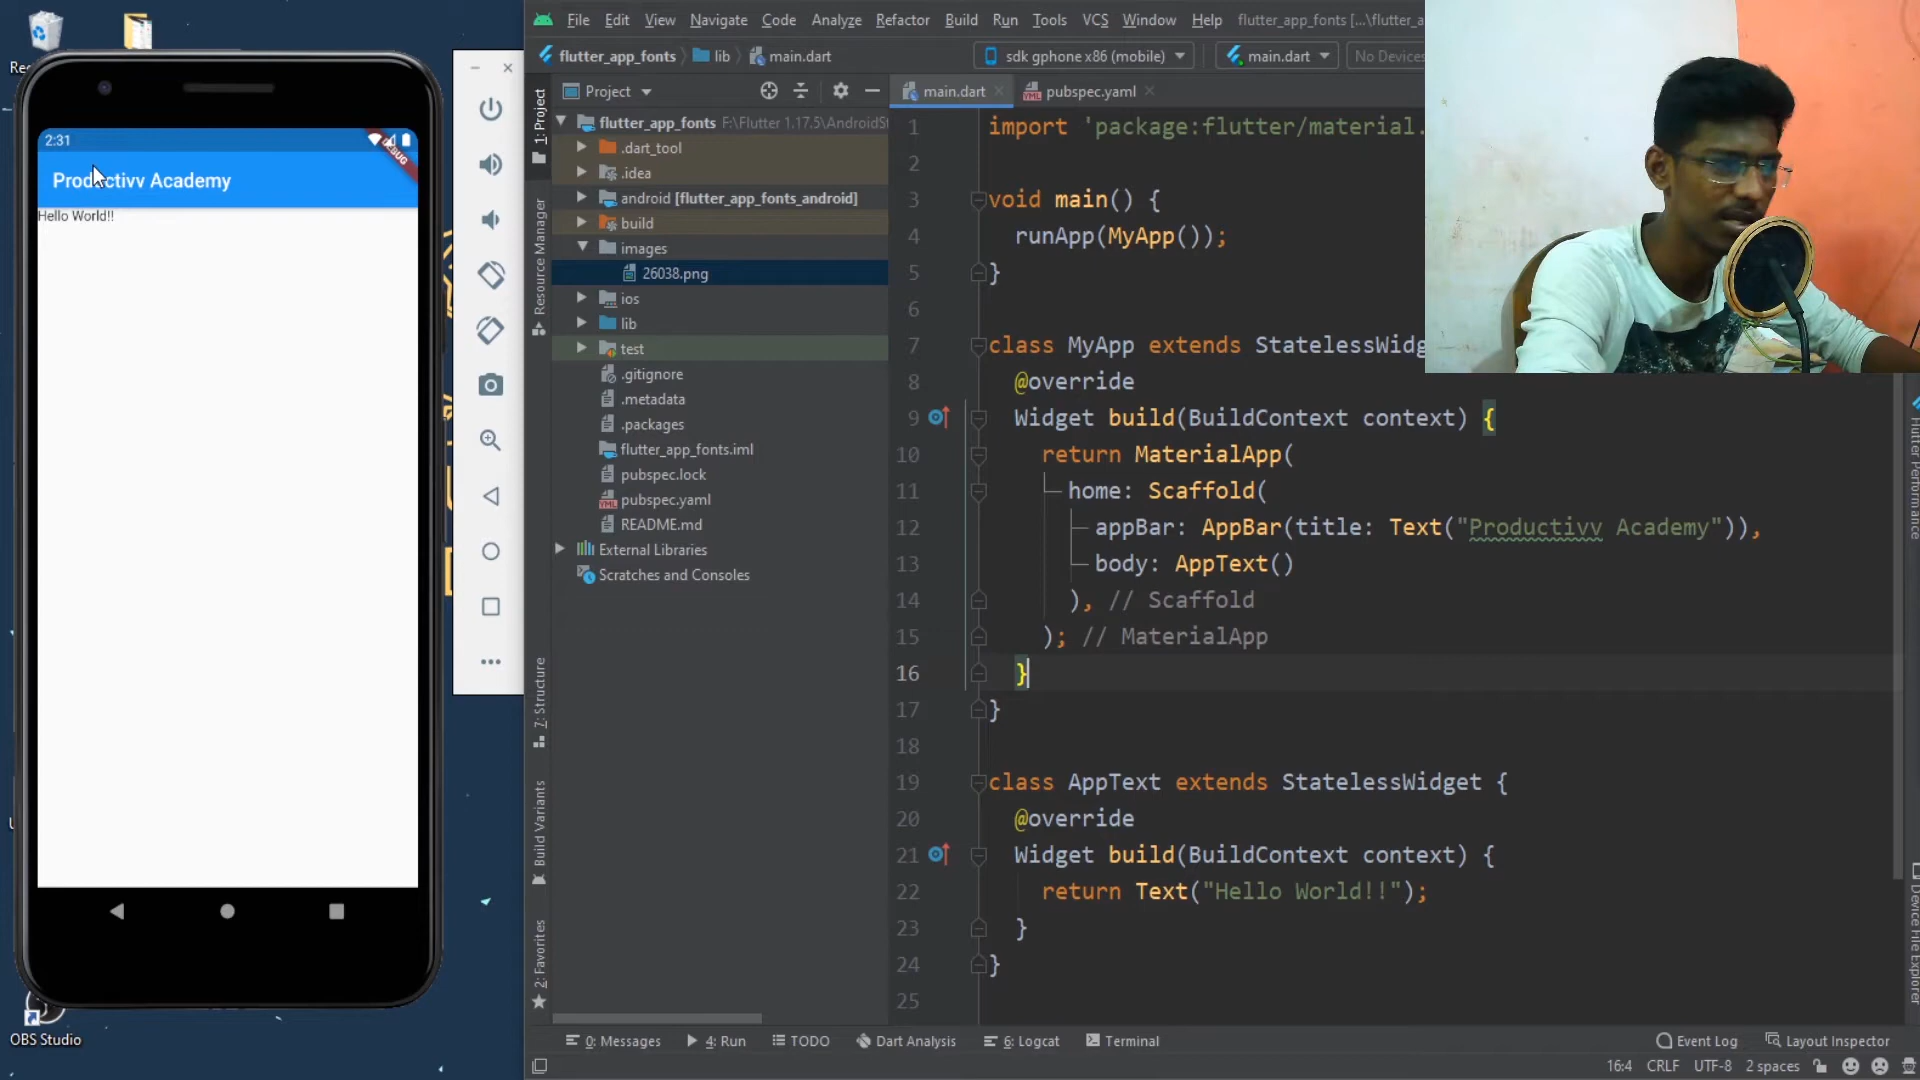 File Edit View Navigate Code Analyze Refactor Build Run Tools VCS Window Help flutter_app_fonts [...\flutter_a
flutter_app_fonts lib main.dart sdk gphone x86 (mobile) main.dart No Devices
Project main.dart pubspec.yaml
1: Project
Resource Manager
7: Structure
Build Variants
2: Favorites
2:31
DEBUG
Productivv Academy
Hello World!!
OBS Studio
flutter_app_fonts F:\Flutter 1.17.5\AndroidSt
.dart_tool
.idea
android [flutter_app_fonts_android]
build
images
26038.png
ios
lib
test
.gitignore
.metadata
.packages
flutter_app_fonts.iml
pubspec.lock
pubspec.yaml
README.md
External Libraries
Scratches and Consoles
1 import 'package:flutter/material.
2
3 void main() {
4 runApp(MyApp());
5 }
6
7 class MyApp extends StatelessWidg
8 @override
9 Widget build(BuildContext context) {
10 return MaterialApp(
11 home: Scaffold(
12 appBar: AppBar(title: Text("Productivv Academy")),
13 body: AppText()
14 ), // Scaffold
15 ); // MaterialApp
16 }
17 }
18
19 class AppText extends StatelessWidget {
20 @override
21 Widget build(BuildContext context) {
22 return Text("Hello World!!");
23 }
24 }
25
Flutter Performance
Device File Explorer
0: Messages 4: Run TODO Dart Analysis 6: Logcat Terminal Event Log Layout Inspector
16:4 CRLF UTF-8 2 spaces